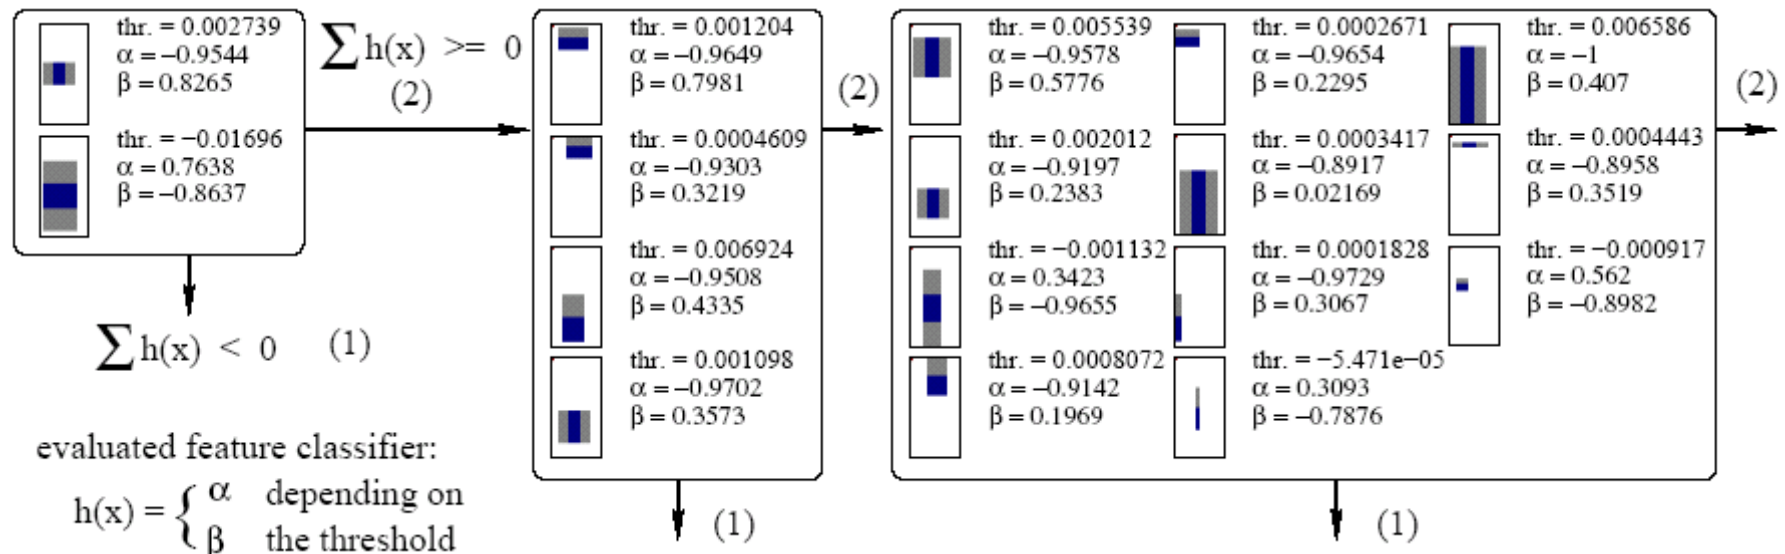 thr. = 0.002739
α = −0.9544
β = 0.8265
thr. = −0.01696
α = 0.7638
β = −0.8637
∑ h(x) >= 0
(2)
∑ h(x) < 0 (1)
evaluated feature classifier:
h(x) = { α depending on
β the threshold
thr. = 0.001204
α = −0.9649
β = 0.7981
thr. = 0.0004609
α = −0.9303
β = 0.3219
thr. = 0.006924
α = −0.9508
β = 0.4335
thr. = 0.001098
α = −0.9702
β = 0.3573
(1)
(2)
thr. = 0.005539
α = −0.9578
β = 0.5776
thr. = 0.002012
α = −0.9197
β = 0.2383
thr. = −0.001132
α = 0.3423
β = −0.9655
thr. = 0.0008072
α = −0.9142
β = 0.1969
thr. = 0.0002671
α = −0.9654
β = 0.2295
thr. = 0.0003417
α = −0.8917
β = 0.02169
thr. = 0.0001828
α = −0.9729
β = 0.3067
thr. = −5.471e−05
α = 0.3093
β = −0.7876
thr. = 0.006586
α = −1
β = 0.407
thr. = 0.0004443
α = −0.8958
β = 0.3519
thr. = −0.000917
α = 0.562
β = −0.8982
(1)
(2)